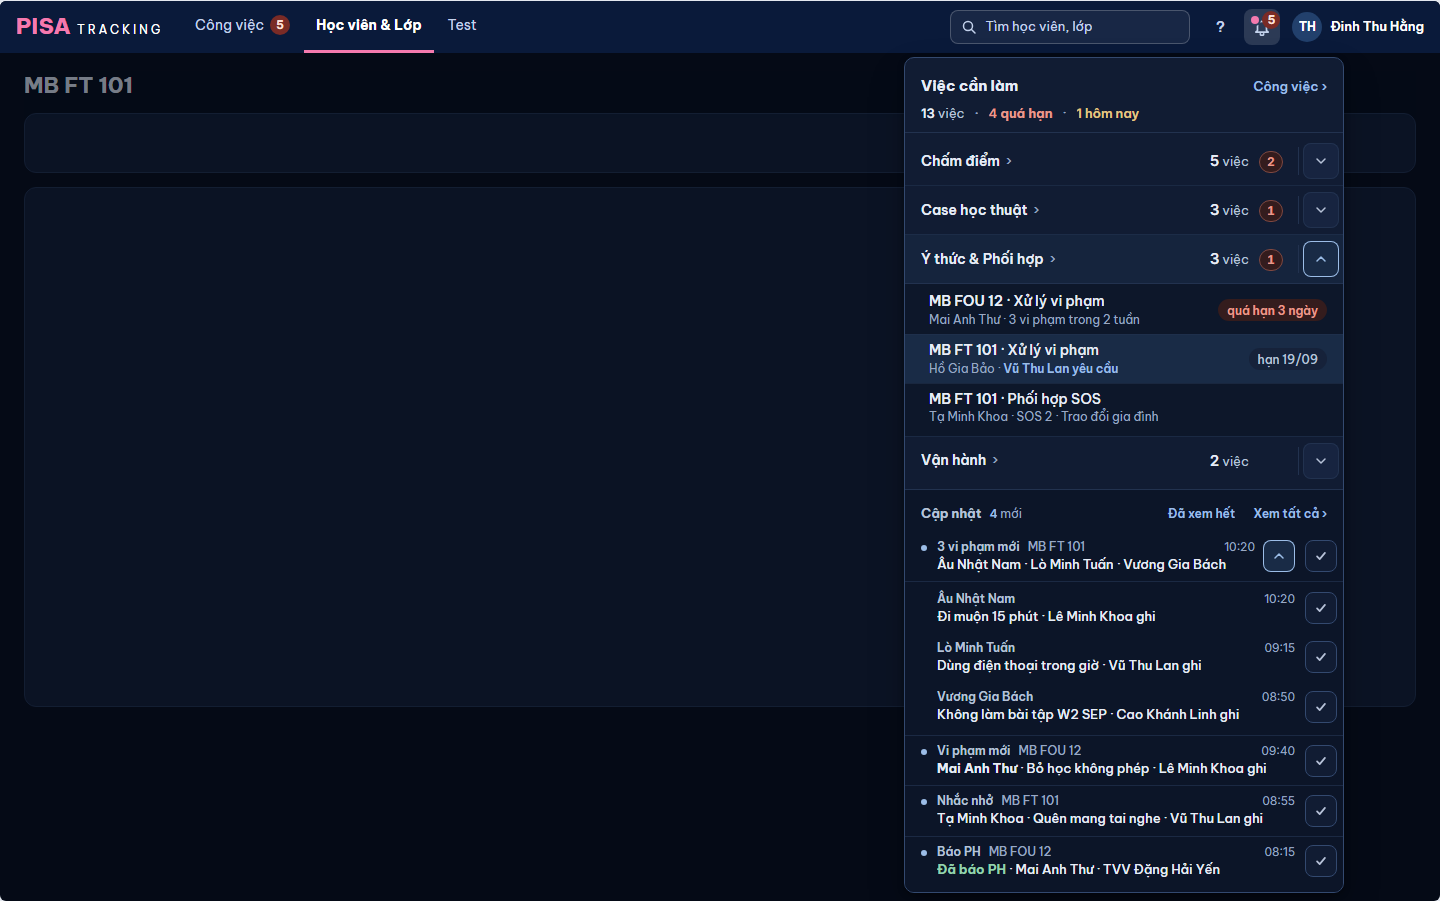 PISA TRACKING
Công việc 5
Học viên & Lớp
Test
Tìm học viên, lớp
?
5
TH
Đinh Thu Hằng
MB FT 101
Việc cần làm
Công việc ›
13 việc · 4 quá hạn · 1 hôm nay
Chấm điểm › 5 việc 2
Case học thuật › 3 việc 1
Ý thức & Phối hợp › 3 việc 1
MB FOU 12 · Xử lý vi phạm
Mai Anh Thư · 3 vi phạm trong 2 tuần
quá hạn 3 ngày
MB FT 101 · Xử lý vi phạm
Hồ Gia Bảo · Vũ Thu Lan yêu cầu
hạn 19/09
MB FT 101 · Phối hợp SOS
Tạ Minh Khoa · SOS 2 · Trao đổi gia đình
Vận hành › 2 việc
Cập nhật 4 mới
Đã xem hết
Xem tất cả ›
3 vi phạm mới MB FT 101 10:20
Âu Nhật Nam · Lò Minh Tuấn · Vương Gia Bách
Âu Nhật Nam 10:20
Đi muộn 15 phút · Lê Minh Khoa ghi
Lò Minh Tuấn 09:15
Dùng điện thoại trong giờ · Vũ Thu Lan ghi
Vương Gia Bách 08:50
Không làm bài tập W2 SEP · Cao Khánh Linh ghi
Vi phạm mới MB FOU 12 09:40
Mai Anh Thư · Bỏ học không phép · Lê Minh Khoa ghi
Nhắc nhở MB FT 101 08:55
Tạ Minh Khoa · Quên mang tai nghe · Vũ Thu Lan ghi
Báo PH MB FOU 12 08:15
Đã báo PH · Mai Anh Thư · TVV Đặng Hải Yến